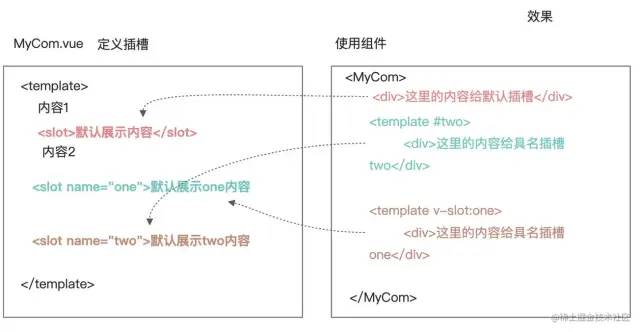 效果
MyCom.vue 定义插槽
使用组件
<template>
内容1
<slot>默认展示内容</slot>
内容2
<slot name="one">默认展示one内容
<slot name="two">默认展示two内容
</template>
<MyCom>
<div>这里的内容给默认插槽</div>
<template #two>
<div>这里的内容给具名插槽
two</div>
<template v-slot:one>
<div>这里的内容给具名插槽
one</div>
</MyCom>
@稀土掘金技术社区